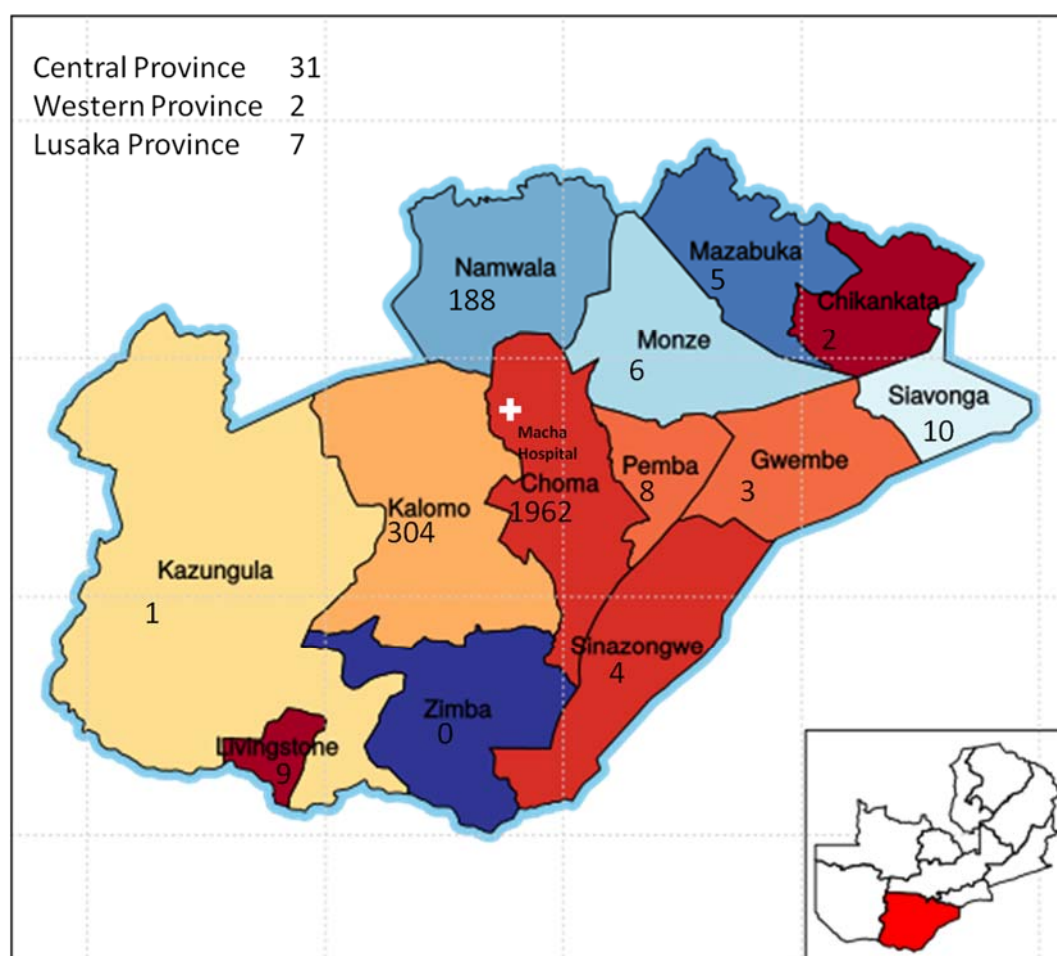 Central Province 31
Western Province 2
Lusaka Province 7
Mazabuka
5
Namwala
188
Chikankata
2
Monze
6
Siavonga
10
Macha
Hospital
Choma
1962
Pemba
8
Gwembe
3
Kalomo
304
Kazungula
1
Sinazongwe
4
Zimba
0
Livingstone
9